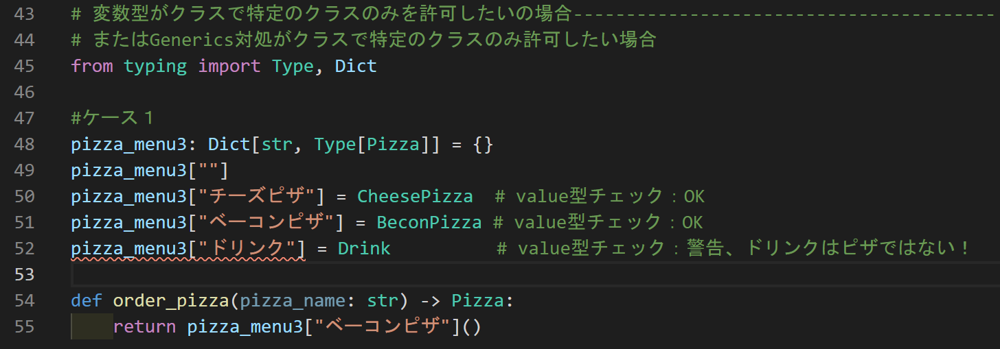 43 # 変数型がクラスで特定のクラスのみを許可したいの場合----------------------------------------
44 # またはGenerics対処がクラスで特定のクラスのみ許可したい場合
45 from typing import Type, Dict
46
47 #ケース１
48 pizza_menu3: Dict[str, Type[Pizza]] = {}
49 pizza_menu3[""]
50 pizza_menu3["チーズピザ"] = CheesePizza  # value型チェック：OK
51 pizza_menu3["ベーコンピザ"] = BeconPizza # value型チェック：OK
52 pizza_menu3["ドリンク"] = Drink          # value型チェック：警告、ドリンクはピザではない！
53
54 def order_pizza(pizza_name: str) -> Pizza:
55     return pizza_menu3["ベーコンピザ"]()